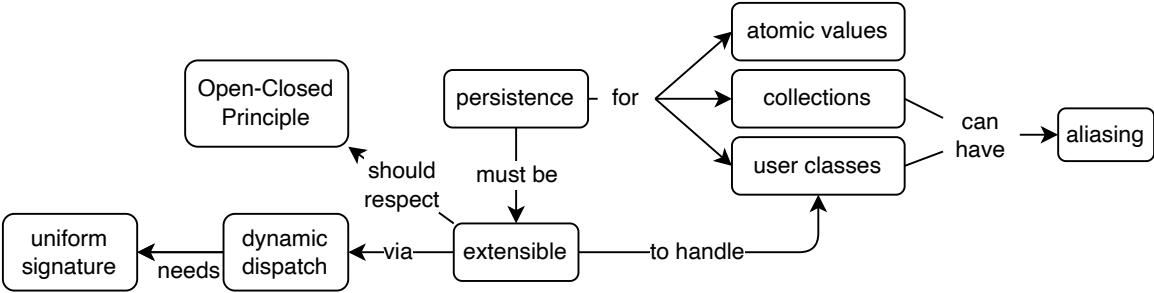 atomic values
Open-Closed
Principle
persistence
for
collections
can
have
aliasing
user classes
should
respect
must be
uniform
signature
needs
dynamic
dispatch
via
extensible
to handle